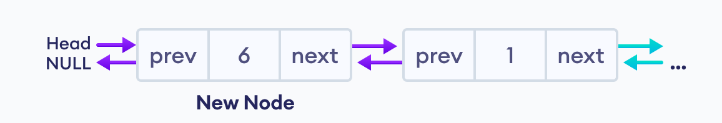 Head
NULL
prev 6 next
prev 1 next
...
New Node